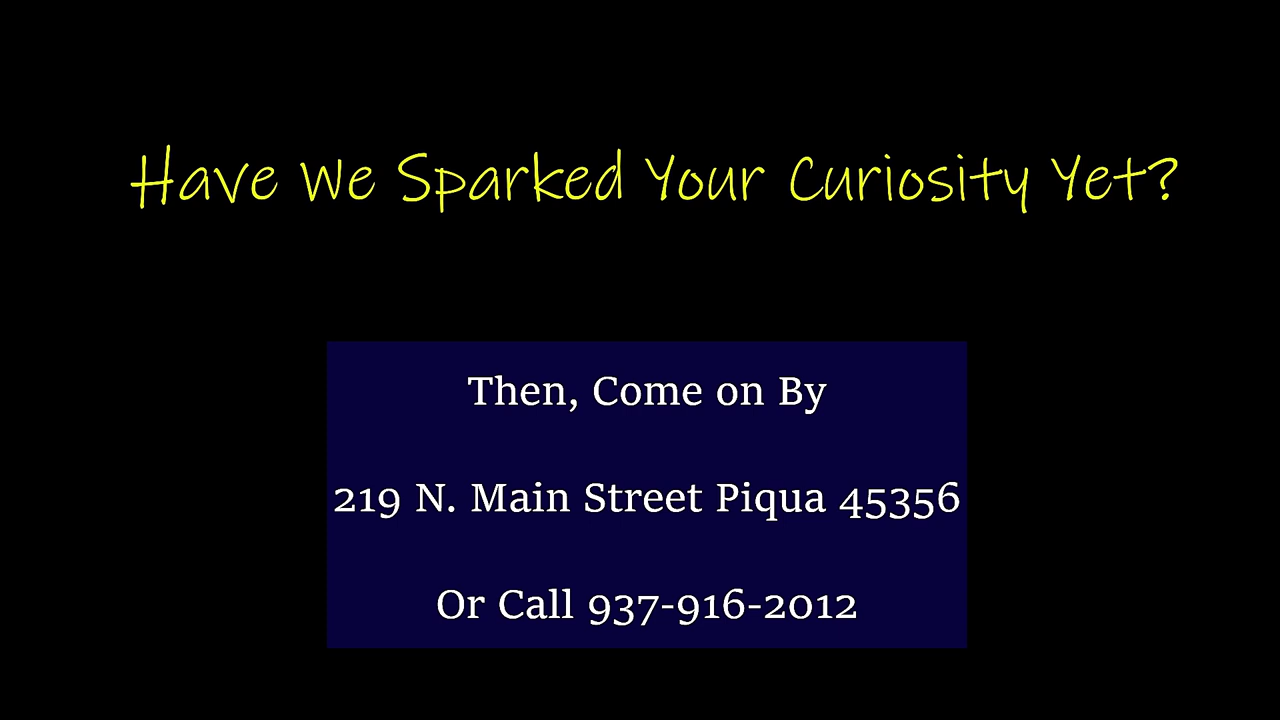 Have We Sparked Your Curiosity Yet?
Then, Come on By
219 N. Main Street Piqua 45356
Or Call 937-916-2012